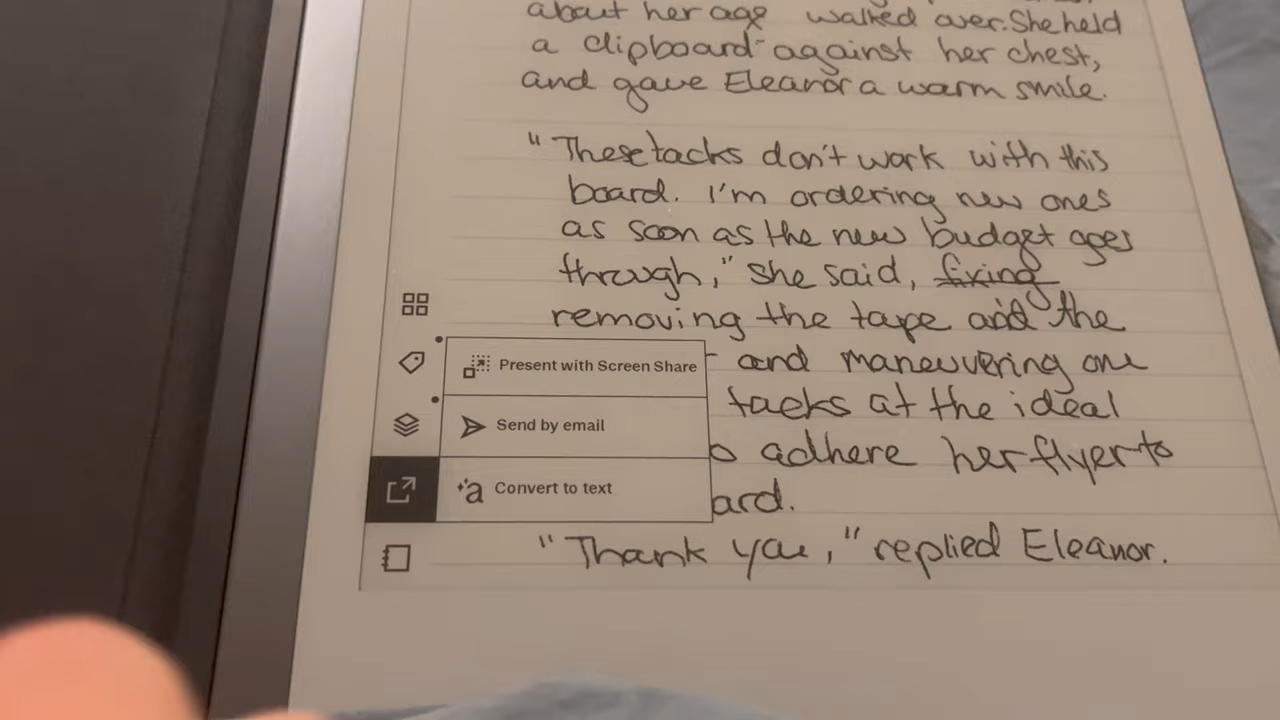 about her age walked over. She held
a clipboard against her chest,
and gave Eleanor a warm smile.
"These tacks don't work with this
board. I'm ordering new ones
as soon as the new budget goes
through," she said, fixing
removing the tape and the
and maneuvering one
tacks at the ideal
adhere her flyer to
ard.
"Thank you," replied Eleanor.
Present with Screen Share
Send by email
Convert to text